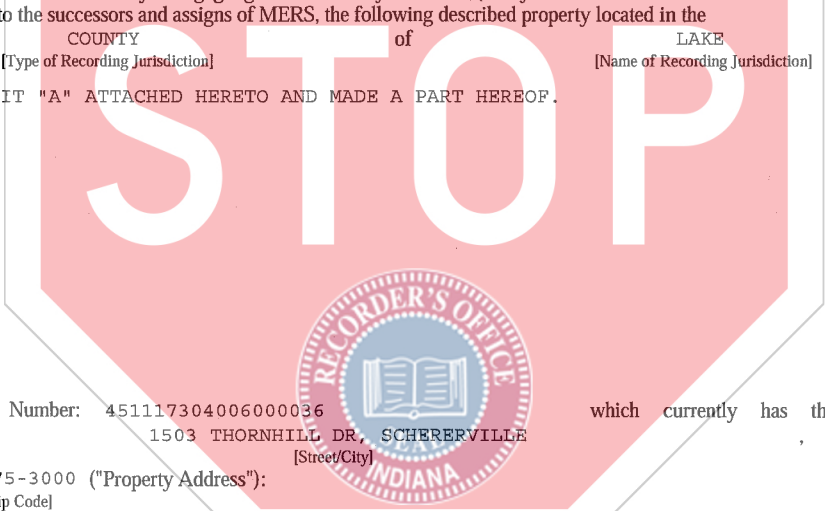 to the successors and assigns of MERS, the following described property located in the
COUNTY of LAKE
[Type of Recording Jurisdiction] [Name of Recording Jurisdiction]
IT "A" ATTACHED HERETO AND MADE A PART HEREOF.
STOP
RECORDER'S OFFICE
SEAL
INDIANA
Number: 451117304006000036 which currently has th
1503 THORNHILL DR, SCHERERVILLE ,
[Street/City]
75-3000 ("Property Address"):
ip Code]